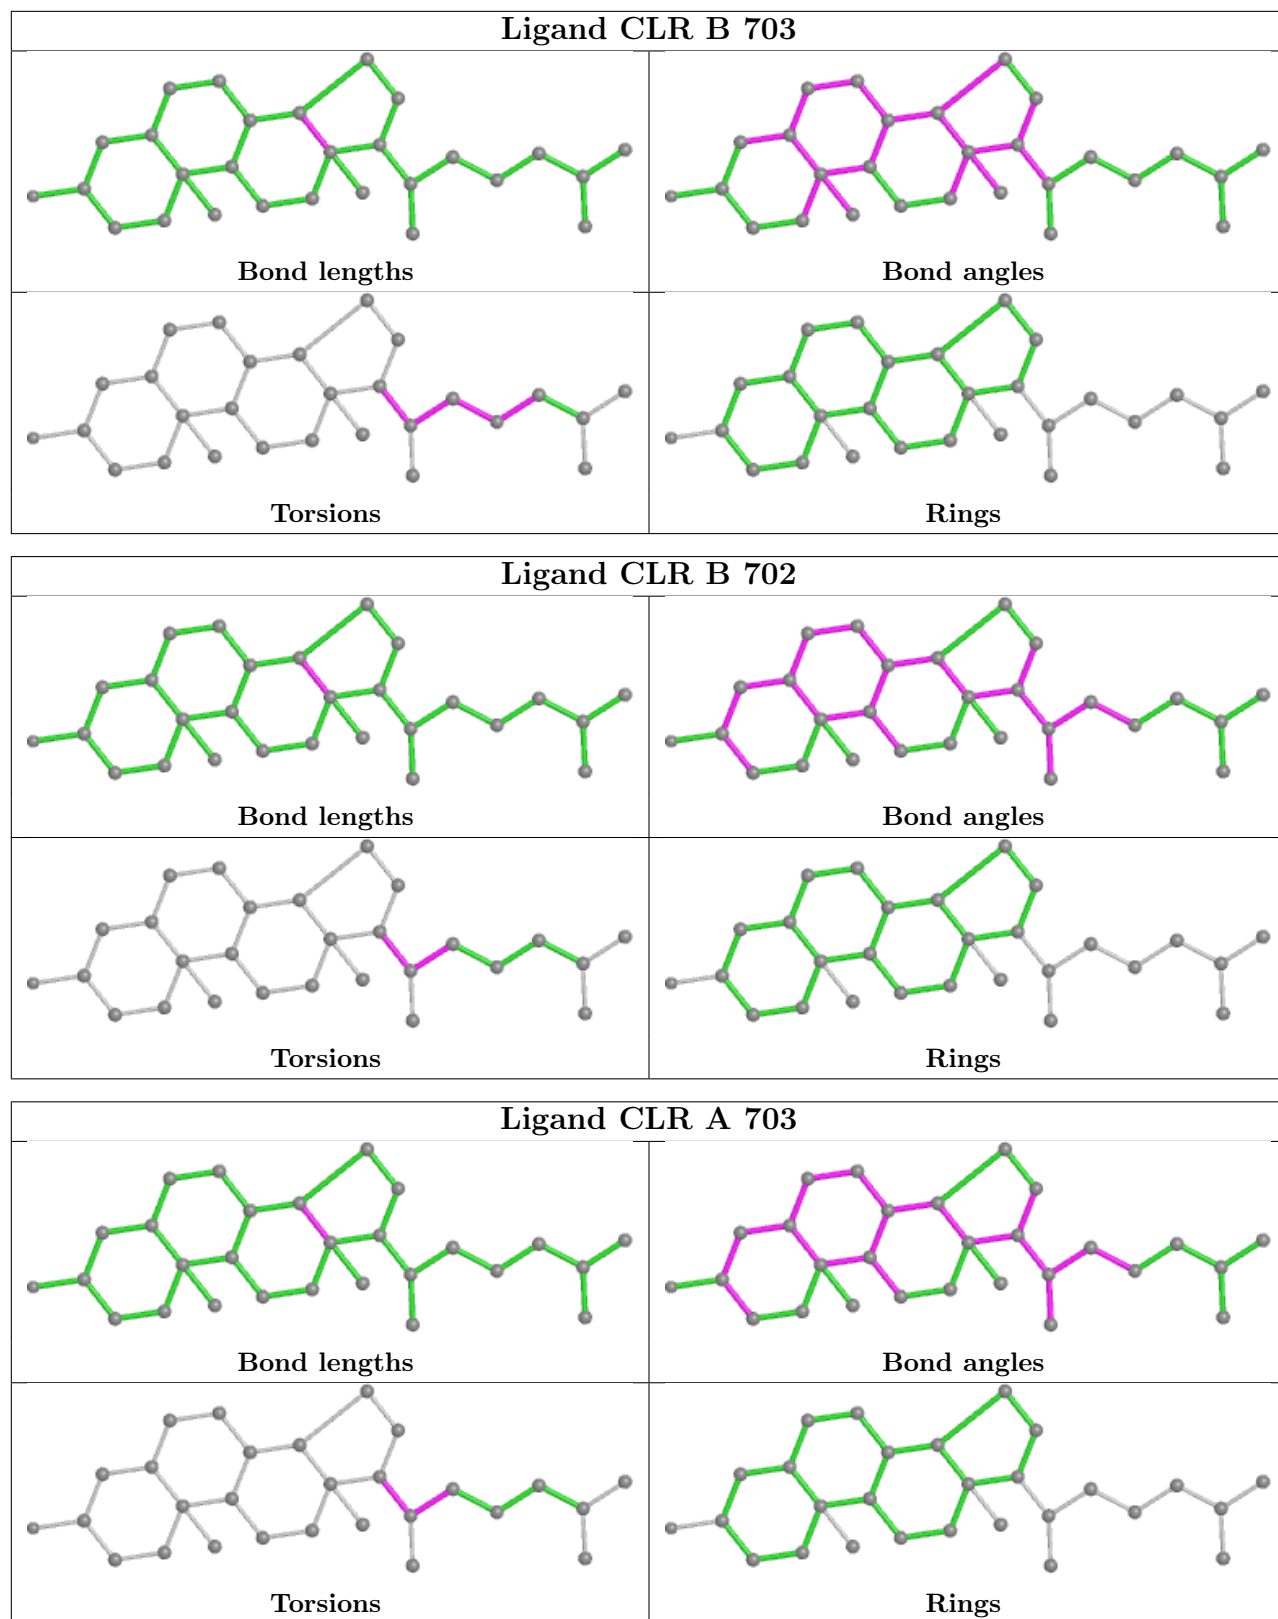 Ligand CLR B 703
Bond lengths
Bond angles
Torsions
Rings
Ligand CLR B 702
Bond lengths
Bond angles
Torsions
Rings
Ligand CLR A 703
Bond lengths
Bond angles
Torsions
Rings